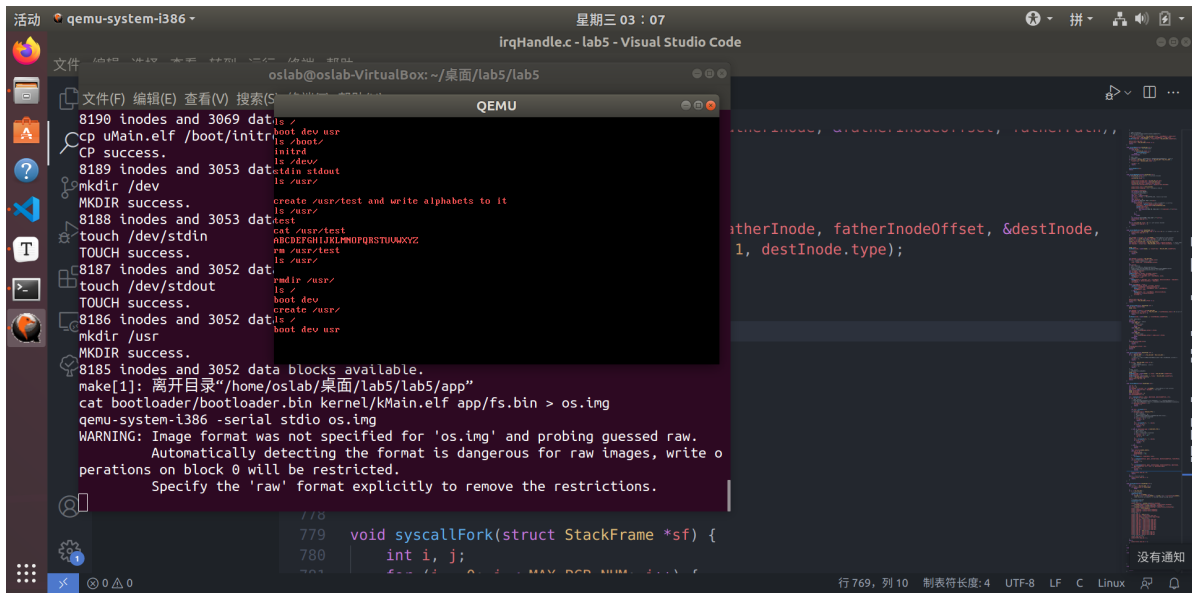 活动 qemu-system-i386
星期三 03：07
拼
irqHandle.c - lab5 - Visual Studio Code
文件
oslab@oslab-VirtualBox: ~/桌面/lab5/lab5
文件(F) 编辑(E) 查看(V) 搜索(S)
8190 inodes and 3069 dat
cp uMain.elf /boot/initr
CP success.
8189 inodes and 3053 dat
mkdir /dev
MKDIR success.
8188 inodes and 3053 dat
touch /dev/stdin
TOUCH success.
8187 inodes and 3052 dat
touch /dev/stdout
TOUCH success.
8186 inodes and 3052 dat
mkdir /usr
MKDIR success.
8185 inodes and 3052 data blocks available.
make[1]: 离开目录“/home/oslab/桌面/lab5/lab5/app”
cat bootloader/bootloader.bin kernel/kMain.elf app/fs.bin > os.img
qemu-system-i386 -serial stdio os.img
WARNING: Image format was not specified for 'os.img' and probing guessed raw.
Automatically detecting the format is dangerous for raw images, write o
perations on block 0 will be restricted.
Specify the 'raw' format explicitly to remove the restrictions.
QEMU
ls /
boot dev usr
ls /boot/
initrd
ls /dev/
stdin stdout
ls /usr/
create /usr/test and write alphabets to it
ls /usr/
test
cat /usr/test
ABCDEFGHIJKLMNOPQRSTUVWXYZ
rm /usr/test
ls /usr/
rmdir /usr/
ls /
boot dev
create /usr/
ls /
boot dev usr
atherInode, fatherInodeOffset, &destInode,
1, destInode.type);
778
779 void syscallFork(struct StackFrame *sf) {
780 int i, j;
没有通知
1
0 0
行 769，列 10 制表符长度: 4 UTF-8 LF C Linux